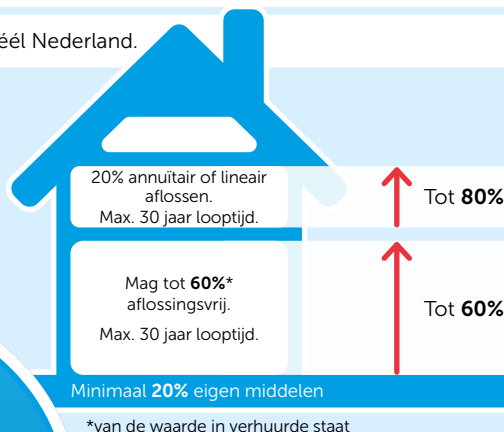 éél Nederland.
20% annuïtair of lineair
aflossen.
Max. 30 jaar looptijd.
Tot 80%
Mag tot 60%*
aflossingsvrij.
Max. 30 jaar looptijd.
Tot 60%
Minimaal 20% eigen middelen
*van de waarde in verhuurde staat